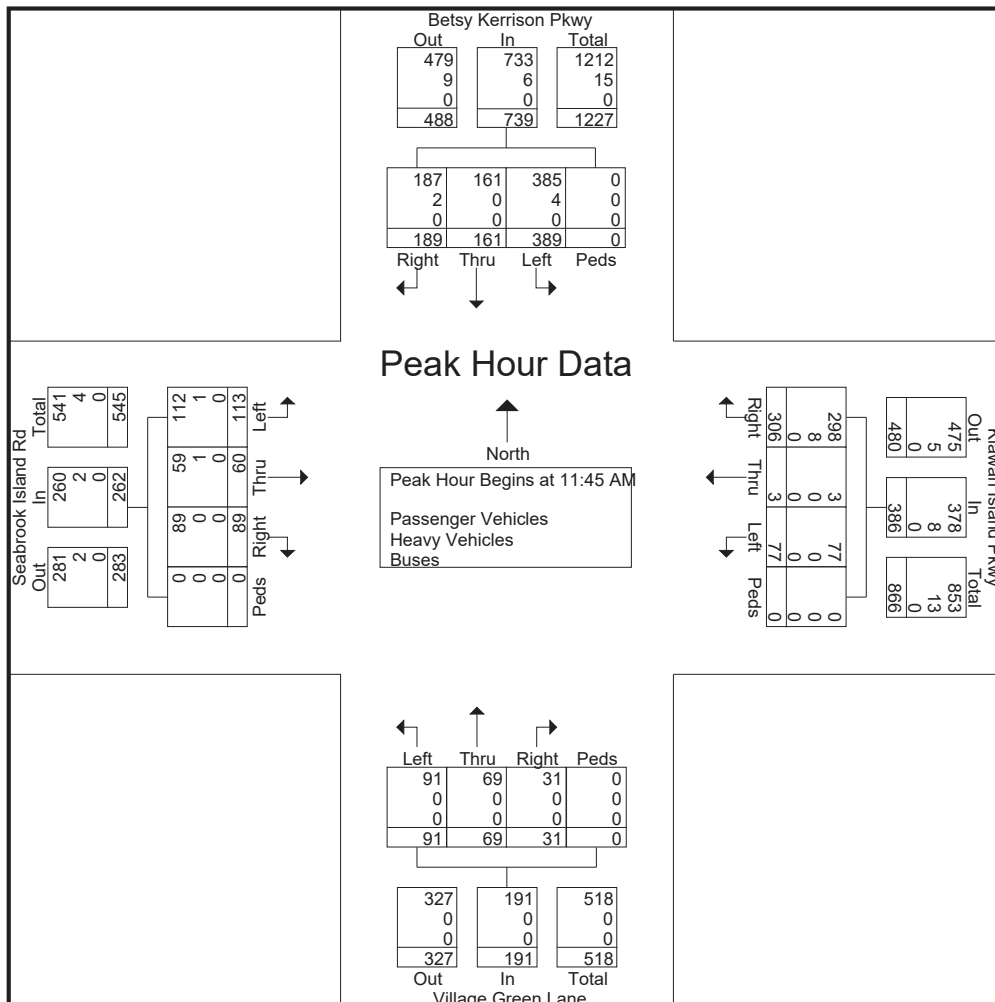 Betsy Kerrison Pkwy
Out In Total
479 733 1212
9 6 15
0 0 0
488 739 1227
187 161 385 0
2 0 4 0
0 0 0 0
189 161 389 0
Right Thru Left Peds
Peak Hour Data
North
Peak Hour Begins at 11:45 AM
Passenger Vehicles
Heavy Vehicles
Buses
Seabrook Island Rd
Out In Total
281 260 541
2 2 4
0 0 0
283 262 545
112 59 89 0
1 1 0 0
0 0 0 0
113 60 89 0
Left Thru Right Peds
Kiawah Island Pkwy
Out In Total
475 378 853
5 8 13
0 0 0
480 386 866
298 3 77 0
8 0 0 0
0 0 0 0
306 3 77 0
Right Thru Left Peds
Left Thru Right Peds
91 69 31 0
0 0 0 0
0 0 0 0
91 69 31 0
327 191 518
0 0 0
0 0 0
327 191 518
Out In Total
Village Green Lane